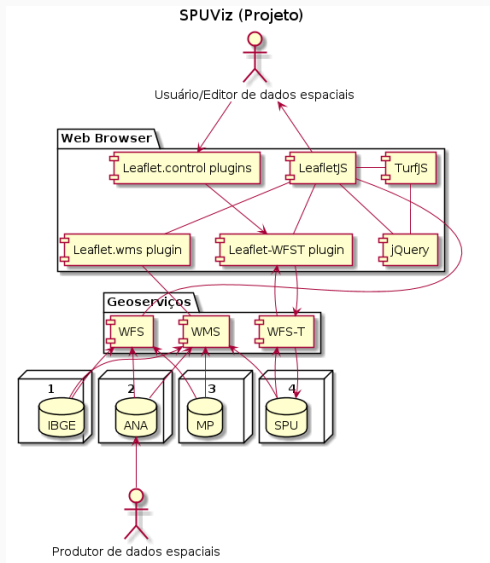 SPUViz (Projeto)
Usuário/Editor de dados espaciais
Web Browser
Leaflet.control plugins
LeafletJS
TurfJS
Leaflet.wms plugin
Leaflet-WFST plugin
jQuery
Geoserviços
WFS
WMS
WFS-T
1
2
3
4
IBGE
ANA
MP
SPU
Produtor de dados espaciais